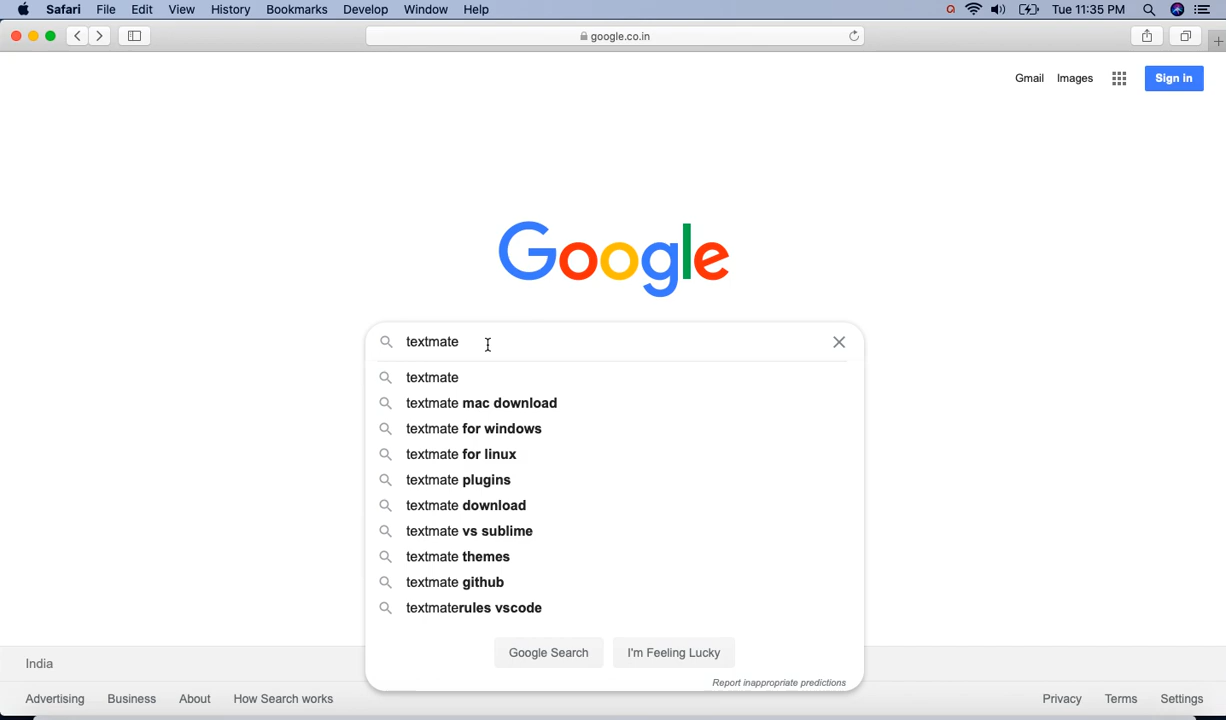 Safari File Edit View History Bookmarks Develop Window Help Tue 11:35 PM
google.co.in
Gmail Images Sign in
Google
textmate
textmate
textmate mac download
textmate for windows
textmate for linux
textmate plugins
textmate download
textmate vs sublime
textmate themes
textmate github
textmaterules vscode
Google Search I'm Feeling Lucky
Report inappropriate predictions
India
Advertising Business About How Search works Privacy Terms Settings